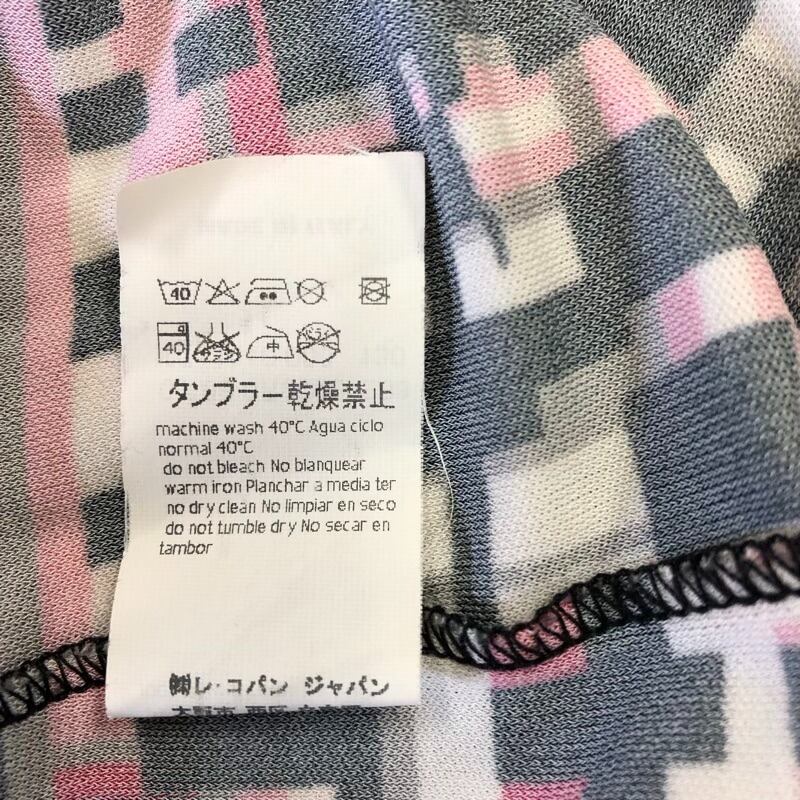 40
40
タンブラー乾燥禁止
machine wash 40°C Agua ciclo
normal 40°C
do not bleach No blanquear
warm iron Planchar a media ter
no dry clean No limpiar en seco
do not tumble dry No secar en
tambor
㈱レ・コパン ジャパン